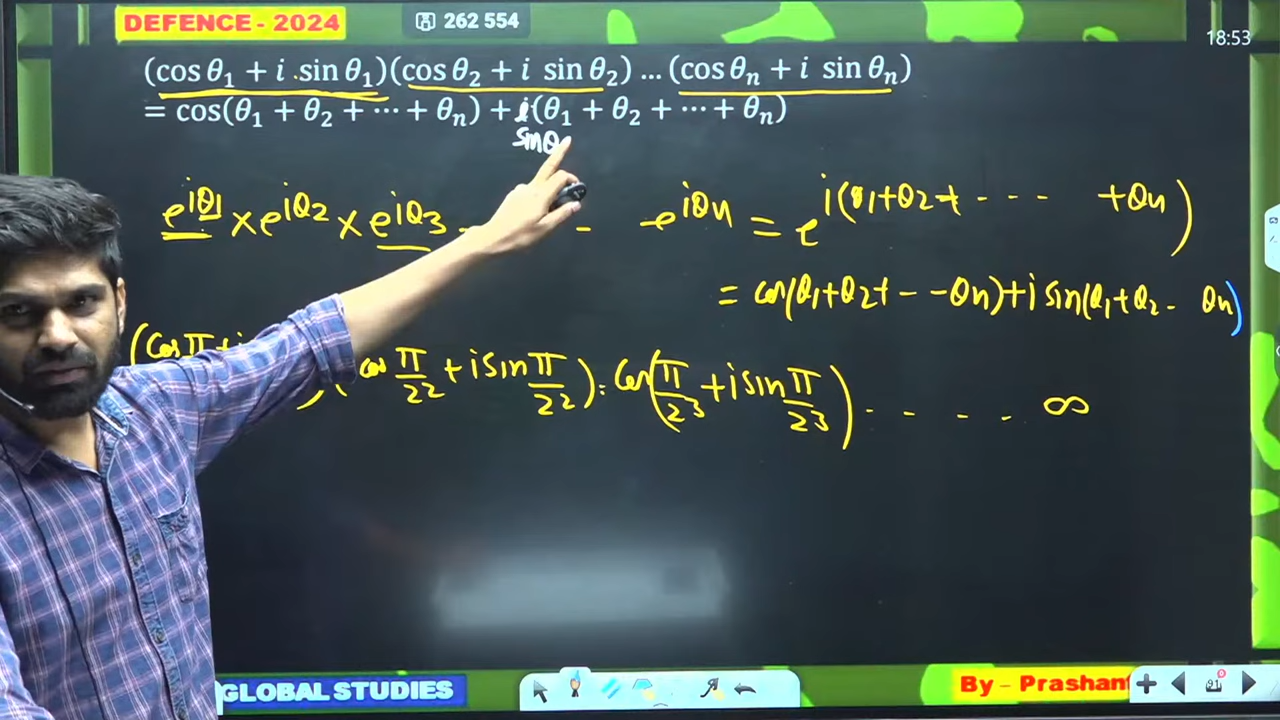 DEFENCE - 2024
262 554
18:53
(cos θ₁ + i sin θ₁)(cos θ₂ + i sin θ₂) ... (cos θₙ + i sin θₙ)
= cos(θ₁ + θ₂ + ⋯ + θₙ) + i(θ₁ + θ₂ + ⋯ + θₙ)
sinθ
e^{iθ1} × e^{iθ2} × e^{iθ3} - - e^{iθn} = e^{i(θ1+θ2+ - - - +θn)}
= cos(θ1+θ2+ - - θn)+i sin(θ1+θ2 - θn)
(cos π +i (cos π/2² + i sin π/2²). cos(π/2³ + i sin π/2³) - - - - ∞
GLOBAL STUDIES
By - Prashant